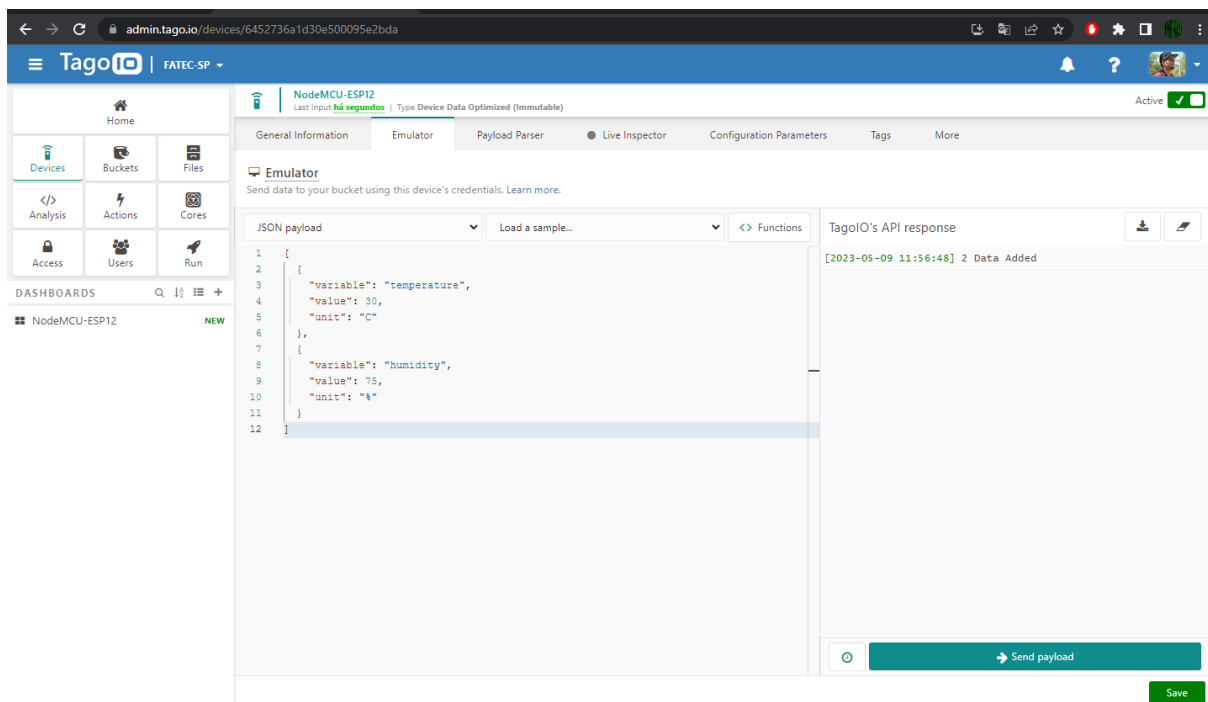 admin.tago.io/devices/6452736a1d30e500095e2bda
Tago IO | FATEC-SP
?
Home
Devices Buckets Files
Analysis Actions Cores
Access Users Run
DASHBOARDS
NodeMCU-ESP12 NEW
NodeMCU-ESP12
Last Input há segundos | Type Device Data Optimized (Immutable)
Active
General Information Emulator Payload Parser Live Inspector Configuration Parameters Tags More
Emulator
Send data to your bucket using this device's credentials. Learn more.
JSON payload Load a sample... <> Functions
1 [
2 {
3 "variable": "temperature",
4 "value": 30,
5 "unit": "C"
6 },
7 {
8 "variable": "humidity",
9 "value": 75,
10 "unit": "%"
11 }
12 ]
TagoIO's API response
[2023-05-09 11:56:48] 2 Data Added
Send payload
Save